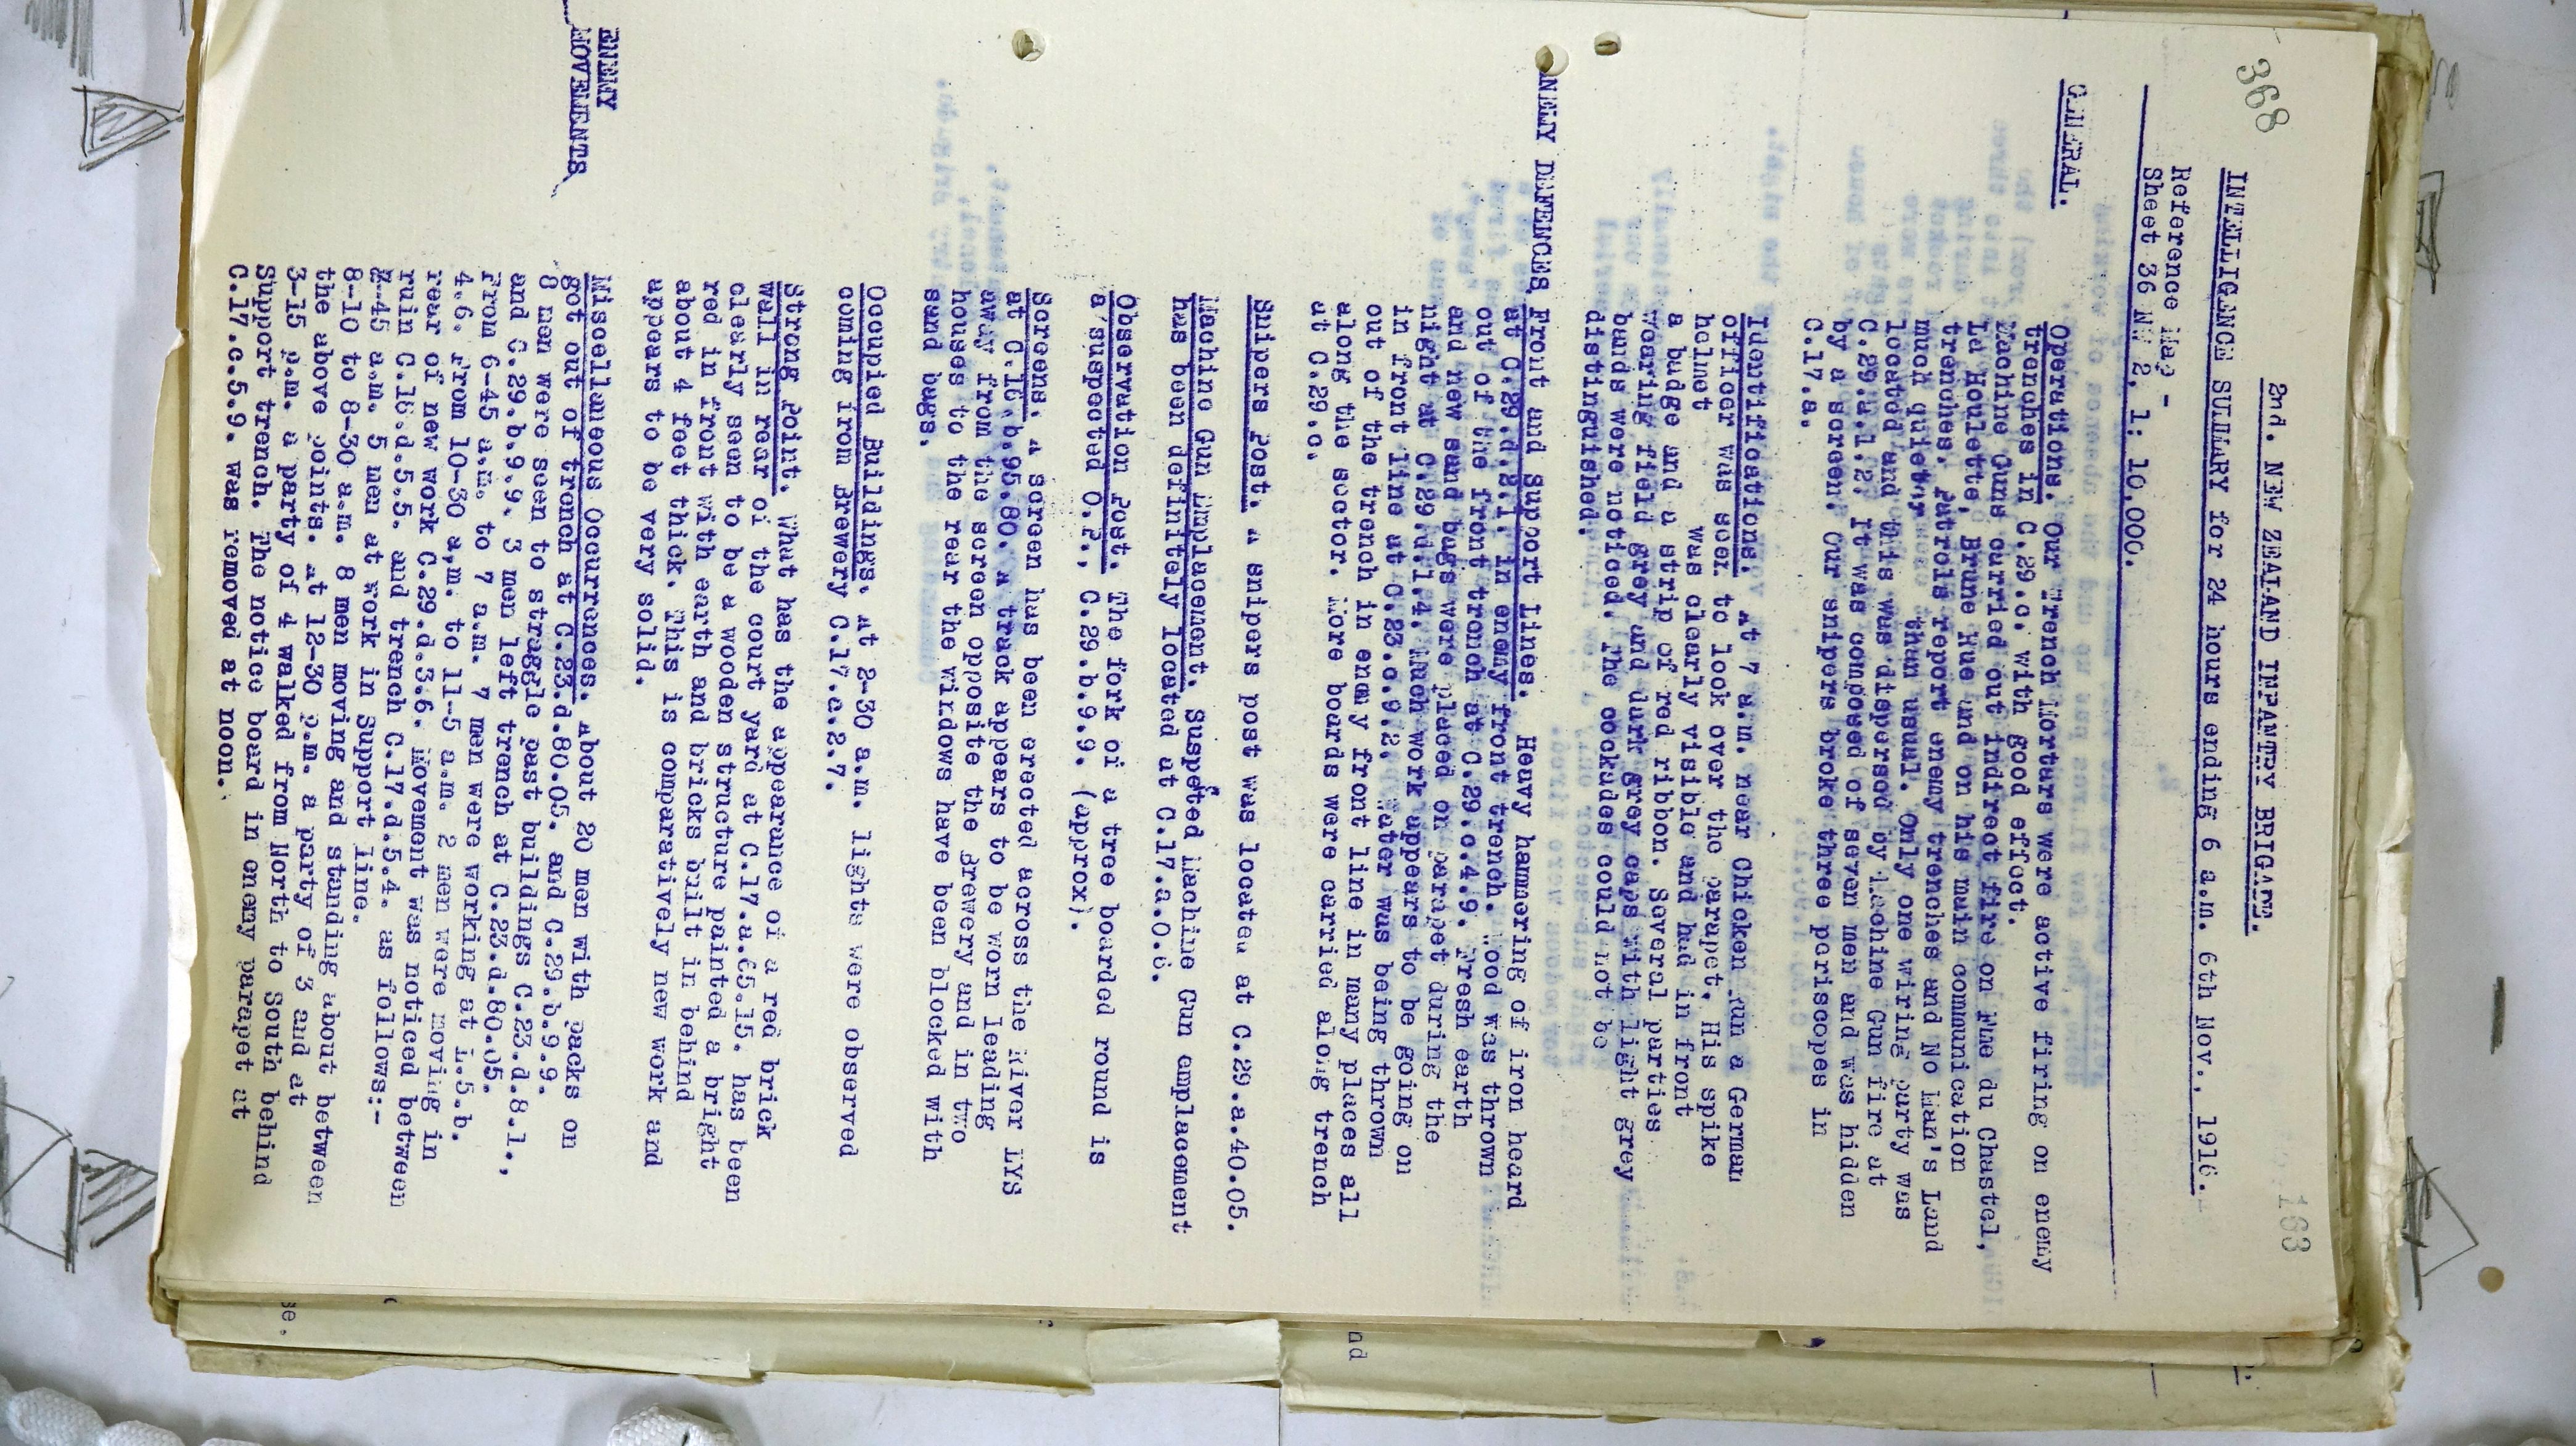 368
163
2nd. NEW ZEALAND INFANTRY BRIGADE.
INTELLIGENCE SUMMARY for 24 hours ending 6 a.m. 6th Nov., 1916.
Reference Map -
Sheet 36 NW 2, 1: 10,000.
GENERAL.
Operations. Our Trench Mortars were active firing on enemy
trenches in C.29.c. with good effect.
Machine Guns carried out indirect fire on Rue du Chastel,
La Houlette, Brune Rue and on his main communication
trenches. Patrols report enemy trenches and No Man's Land
much quieter than usual. Only one wiring party was
located and this was dispersed by Machine Gun fire at
C.29.a.1.2. It was composed of seven men and was hidden
by a screen. Our snipers broke three periscopes in
C.17.a.
Identifications. At 7 a.m. near Chicken Run a German
officer was seen to look over the parapet. His spike
helmet was clearly visible and had in front
a badge and a strip of red ribbon. Several parties
wearing field grey and dark grey caps with light grey
bands were noticed. The cockades could not be
distinguished.
NEMY DEFENCES. Front and Support Lines. Heavy hammering of iron heard
at C.29.d.2.1. in enemy front trench. Wood was thrown
out of the front trench at C.29.c.4.9. Fresh earth
and new sand bags were placed on parapet during the
night at C.29.d.1.4. Much work appears to be going on
in front line at C.23.c.9.2. Water was being thrown
out of the trench in enemy front line in many places all
along the sector. More boards were carried along trench
at C.29.c.
Snipers Post. A snipers post was located at C.29.a.40.05.
Machine Gun Emplacement. Suspected Machine Gun emplacement
has been definitely located at C.17.a.0.6.
Observation Post. The fork of a tree boarded round is
a suspected O.P., C.29.b.9.9. (approx).
Screens. A screen has been erected across the River LYS
at C.16.b.95.80. A track appears to be worn leading
away from the screen opposite the Brewery and in two
houses to the rear the windows have been blocked with
sand bags.
Occupied Buildings. At 2-30 a.m. lights were observed
coming from Brewery C.17.a.2.7.
Strong Point. What has the appearance of a red brick
wall in rear of the court yard at C.17.a.65.15. has been
clearly seen to be a wooden structure painted a bright
red in front with earth and bricks built in behind
about 4 feet thick. This is comparatively new work and
appears to be very solid.
ENEMY
MOVEMENTS
Miscellaneous Occurrences. About 20 men with packs on
got out of trench at C.23.d.80.05. and C.29.b.9.9.
8 men were seen to straggle past buildings C.23.d.8.1.,
and C.29.b.9.9. 3 men left trench at C.23.d.80.05.
From 6-45 a.m. to 7 a.m. 7 men were working at I.5.b.
4.6. From 10-30 a.m. to 11-5 a.m. 2 men were moving in
rear of new work C.29.d.3.6. Movement was noticed between
ruin C.16.d.5.5. and trench C.17.d.5.4. as follows:-
7-45 a.m. 5 men at work in Support line.
8-10 to 8-30 a.m. 8 men moving and standing about between
the above points. At 12-30 p.m. a party of 3 and at
3-15 p.m. a party of 4 walked from North to South behind
Support trench. The notice board in enemy parapet at
C.17.c.5.9. was removed at noon.